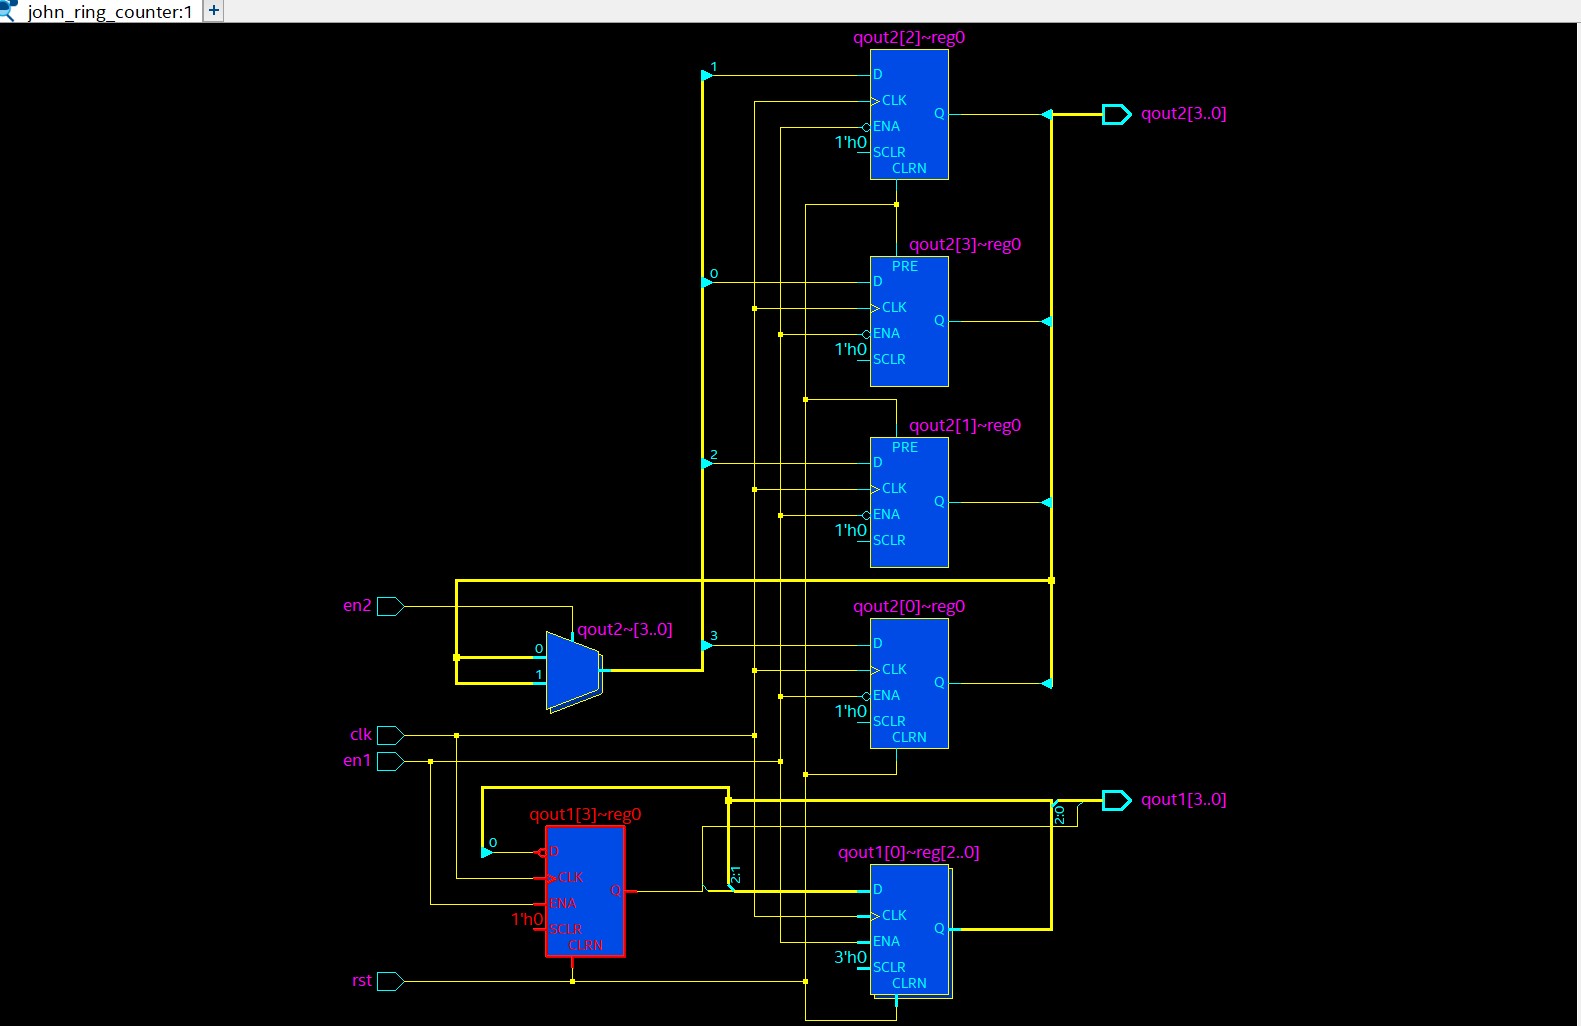 john_ring_counter:1
+
qout2[2]~reg0
1
D
CLK
Q
qout2[3..0]
ENA
1'h0
SCLR
CLRN
qout2[3]~reg0
PRE
0
D
CLK
Q
ENA
1'h0
SCLR
qout2[1]~reg0
PRE
2
D
CLK
Q
ENA
1'h0
SCLR
en2
qout2~[3..0]
0
1
qout2[0]~reg0
3
D
CLK
Q
ENA
1'h0
SCLR
CLRN
clk
en1
qout1[3..0]
2:0
qout1[3]~reg0
0
D
CLK
Q
ENA
1'h0
SCLR
CLRN
2:1
qout1[0]~reg[2..0]
D
CLK
Q
ENA
3'h0
SCLR
CLRN
rst